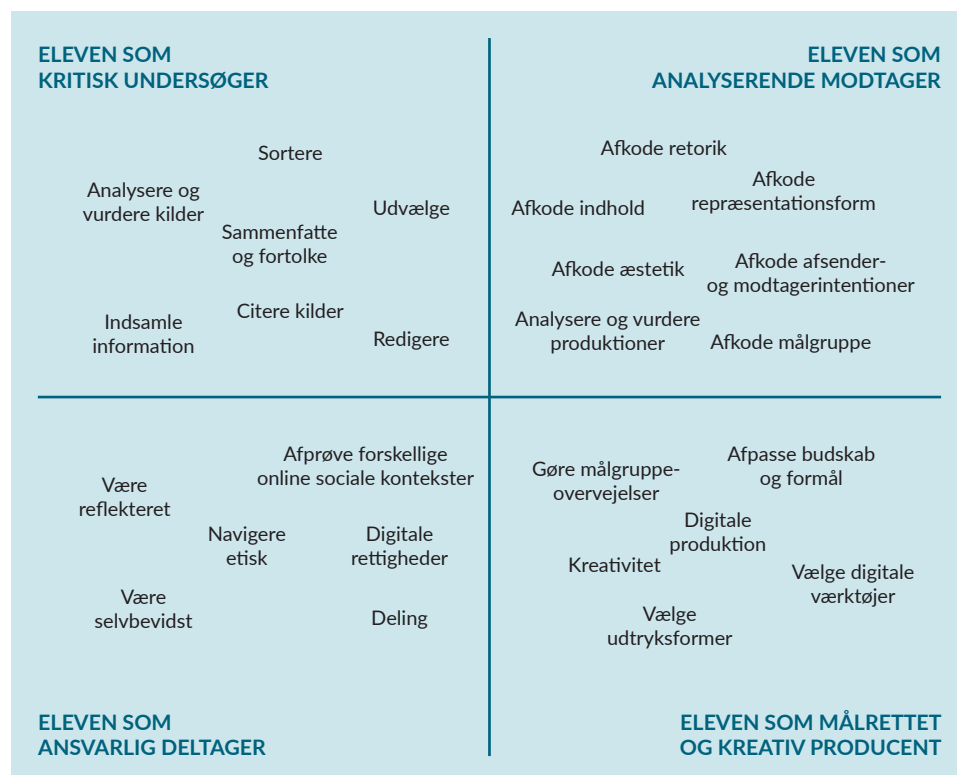 ELEVEN SOM
KRITISK UNDERSØGER
Sortere
Analysere og
vurdere kilder
Udvælge
Sammenfatte
og fortolke
Citere kilder
Indsamle
information
Redigere
ELEVEN SOM
ANALYSERENDE MODTAGER
Afkode retorik
Afkode
repræsentationsform
Afkode indhold
Afkode æstetik
Afkode afsender-
og modtagerintentioner
Analysere og vurdere
produktioner
Afkode målgruppe
Afprøve forskellige
online sociale kontekster
Være
reflekteret
Navigere
etisk
Digitale
rettigheder
Være
selvbevidst
Deling
ELEVEN SOM
ANSVARLIG DELTAGER
Afpasse budskab
og formål
Gøre målgruppe-
overvejelser
Digitale
produktion
Kreativitet
Vælge digitale
værktøjer
Vælge
udtryksformer
ELEVEN SOM MÅLRETTET
OG KREATIV PRODUCENT